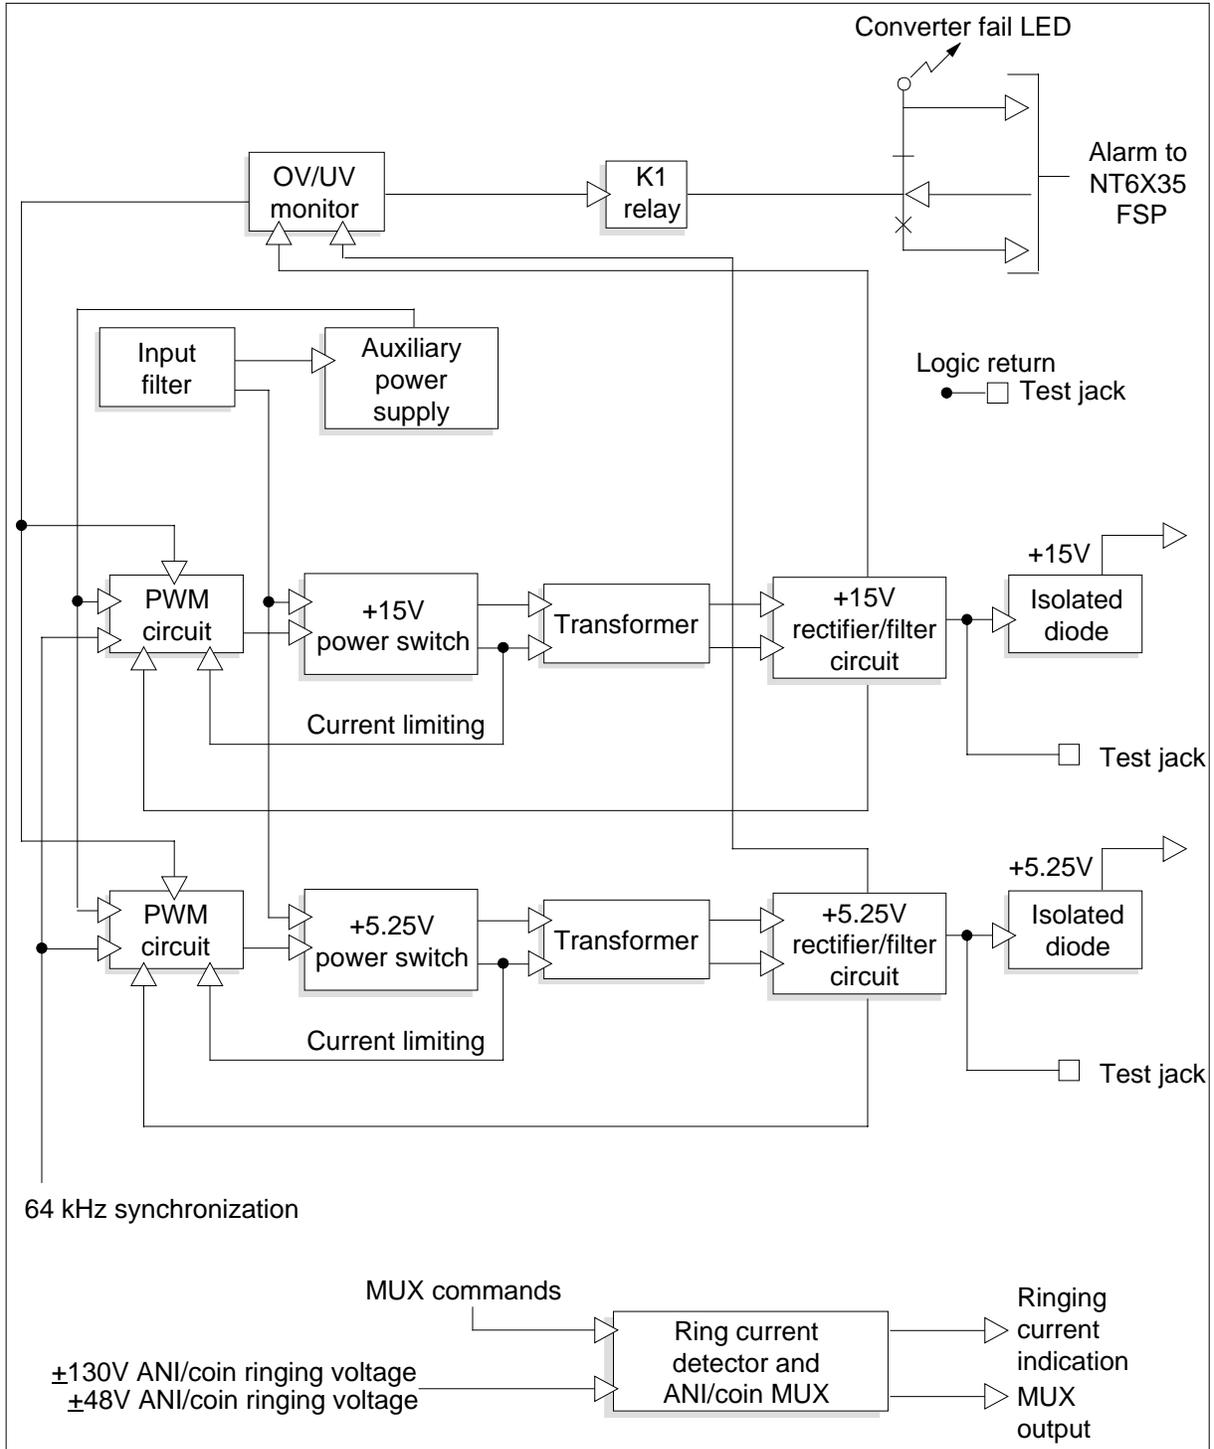 Converter fail LED
OV/UV
monitor
K1
relay
Alarm to
NT6X35
FSP
Input
filter
Auxiliary
power
supply
Logic return
Test jack
PWM
circuit
+15V
power switch
Transformer
+15V
rectifier/filter
circuit
+15V
Isolated
diode
Current limiting
Test jack
PWM
circuit
+5.25V
power switch
Transformer
+5.25V
rectifier/filter
circuit
+5.25V
Isolated
diode
Current limiting
Test jack
64 kHz synchronization
MUX commands
±130V ANI/coin ringing voltage
±48V ANI/coin ringing voltage
Ring current
detector and
ANI/coin MUX
Ringing
current
indication
MUX
output